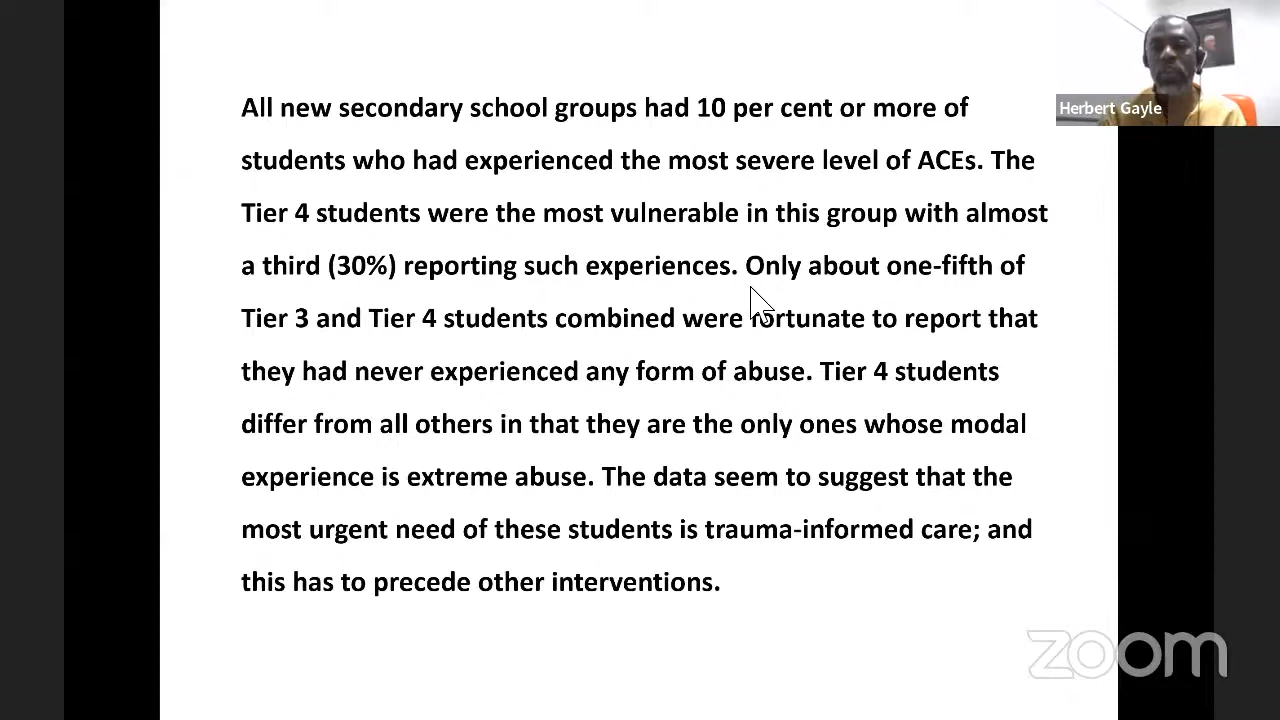 All new secondary school groups had 10 per cent or more of
students who had experienced the most severe level of ACEs. The
Tier 4 students were the most vulnerable in this group with almost
a third (30%) reporting such experiences. Only about one-fifth of
Tier 3 and Tier 4 students combined were fortunate to report that
they had never experienced any form of abuse. Tier 4 students
differ from all others in that they are the only ones whose modal
experience is extreme abuse. The data seem to suggest that the
most urgent need of these students is trauma-informed care; and
this has to precede other interventions.
Herbert Gayle
zoom